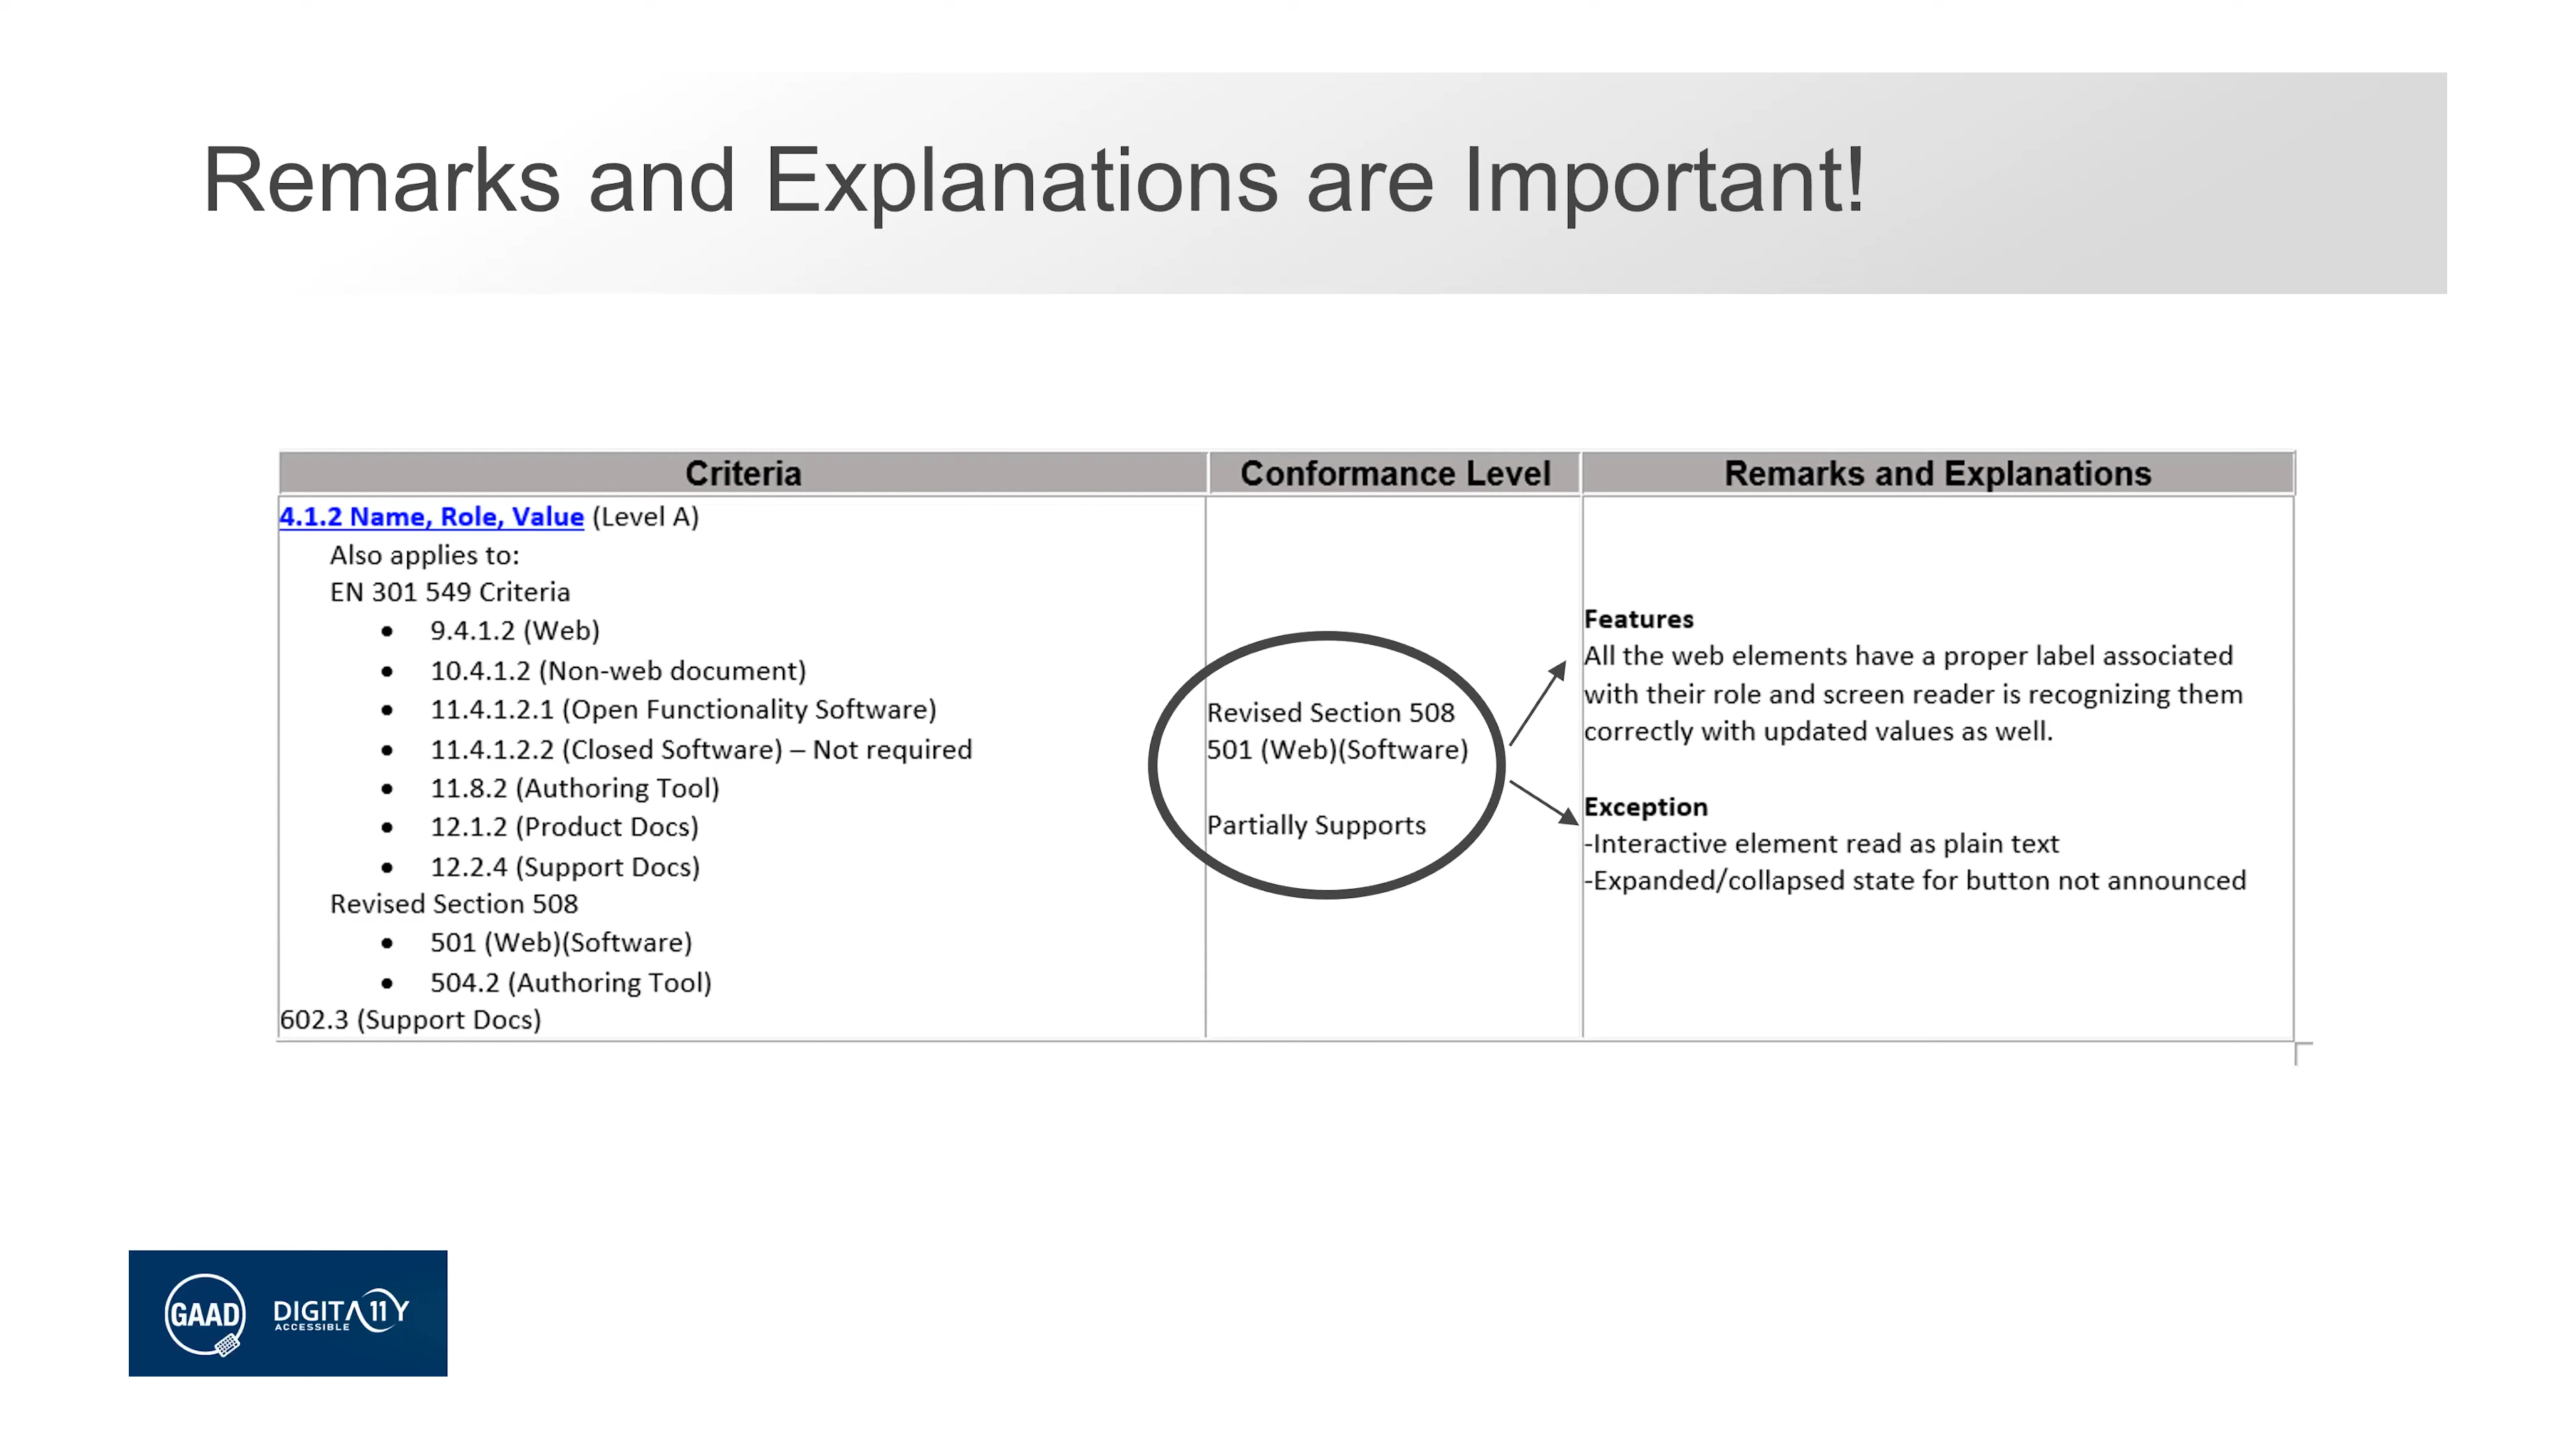 Remarks and Explanations are Important!
Criteria
Conformance Level
Remarks and Explanations
4.1.2 Name, Role, Value (Level A)
Also applies to:
EN 301 549 Criteria
• 9.4.1.2 (Web)
• 10.4.1.2 (Non-web document)
• 11.4.1.2.1 (Open Functionality Software)
• 11.4.1.2.2 (Closed Software) – Not required
• 11.8.2 (Authoring Tool)
• 12.1.2 (Product Docs)
• 12.2.4 (Support Docs)
Revised Section 508
• 501 (Web)(Software)
• 504.2 (Authoring Tool)
602.3 (Support Docs)
Revised Section 508
501 (Web)(Software)
Partially Supports
Features
All the web elements have a proper label associated
with their role and screen reader is recognizing them
correctly with updated values as well.
Exception
-Interactive element read as plain text
-Expanded/collapsed state for button not announced
GAAD
DIGITA11Y
ACCESSIBLE